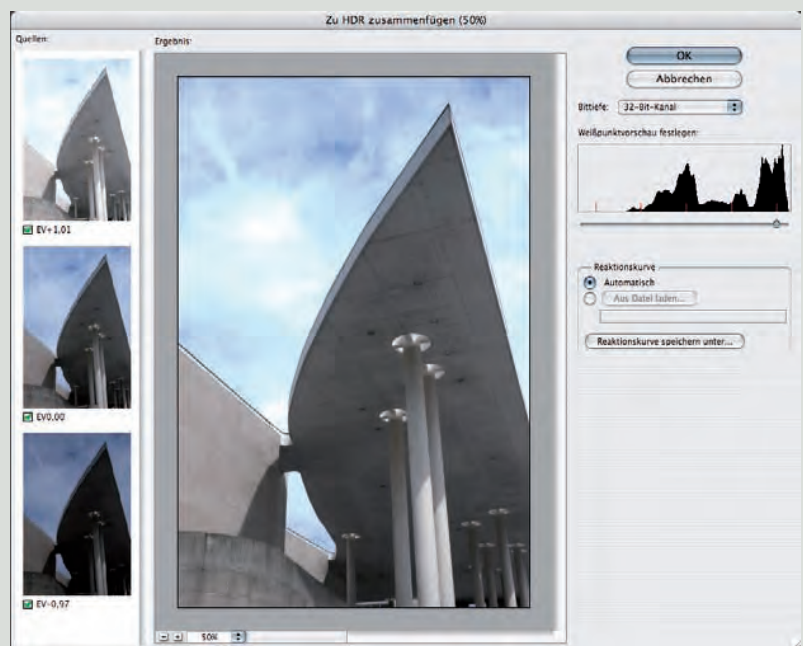 Zu HDR zusammenfügen (50%)
Quellen:
EV+1,01
EV0,00
EV-0,97
Ergebnis:
50%
OK
Abbrechen
Bittiefe: 32-Bit-Kanal
Weißpunktvorschau festlegen:
Reaktionskurve
Automatisch
Aus Datei laden...
Reaktionskurve speichern unter...